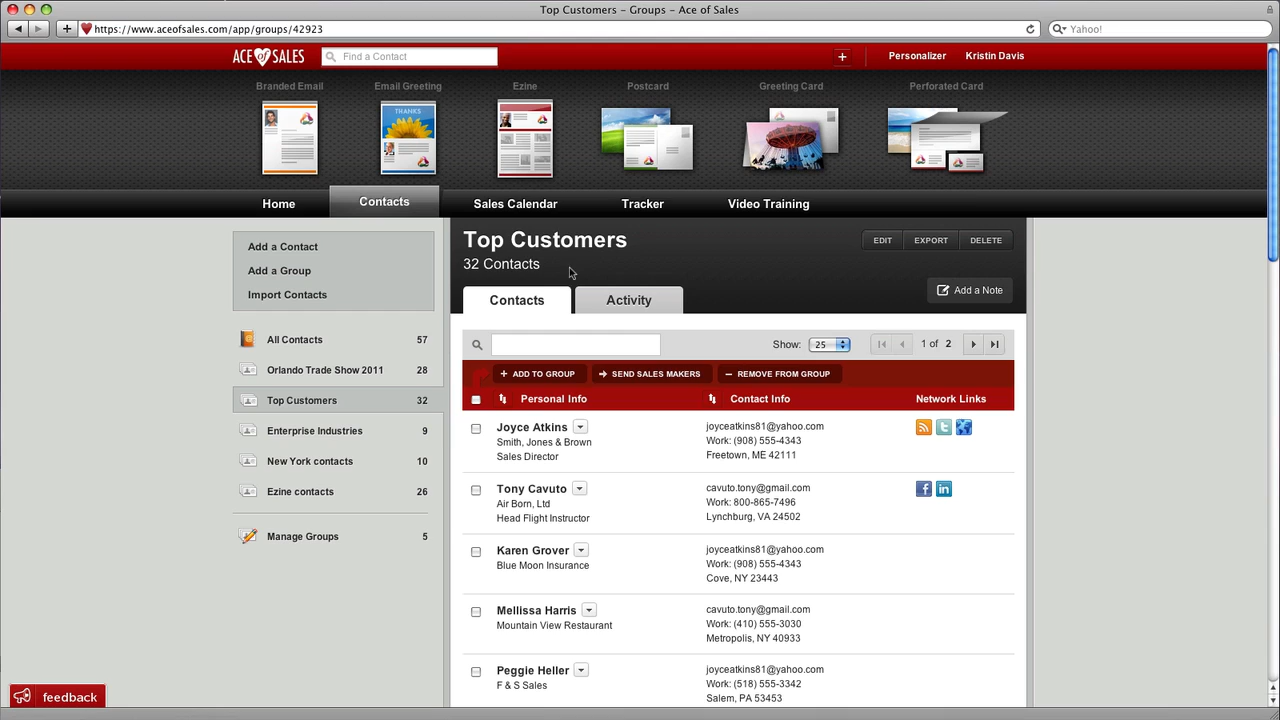 Top Customers – Groups – Ace of Sales
https://www.aceofsales.com/app/groups/42923
Yahoo!
ACE OF SALES
Find a Contact
Personalizer
Kristin Davis
Branded Email
Email Greeting
Ezine
Postcard
Greeting Card
Perforated Card
THANKS
Home
Contacts
Sales Calendar
Tracker
Video Training
Add a Contact
Add a Group
Import Contacts
All Contacts 57
Orlando Trade Show 2011 28
Top Customers 32
Enterprise Industries 9
New York contacts 10
Ezine contacts 26
Manage Groups 5
Top Customers
32 Contacts
EDIT
EXPORT
DELETE
Add a Note
Contacts
Activity
Show: 25
1 of 2
+ ADD TO GROUP
SEND SALES MAKERS
– REMOVE FROM GROUP
Personal Info
Contact Info
Network Links
Joyce Atkins
Smith, Jones & Brown
Sales Director
joyceatkins81@yahoo.com
Work: (908) 555-4343
Freetown, ME 42111
Tony Cavuto
Air Born, Ltd
Head Flight Instructor
cavuto.tony@gmail.com
Work: 800-865-7496
Lynchburg, VA 24502
Karen Grover
Blue Moon Insurance
joyceatkins81@yahoo.com
Work: (908) 555-4343
Cove, NY 23443
Mellissa Harris
Mountain View Restaurant
cavuto.tony@gmail.com
Work: (410) 555-3030
Metropolis, NY 40933
Peggie Heller
F & S Sales
joyceatkins81@yahoo.com
Work: (518) 555-3342
Salem, PA 53453
feedback